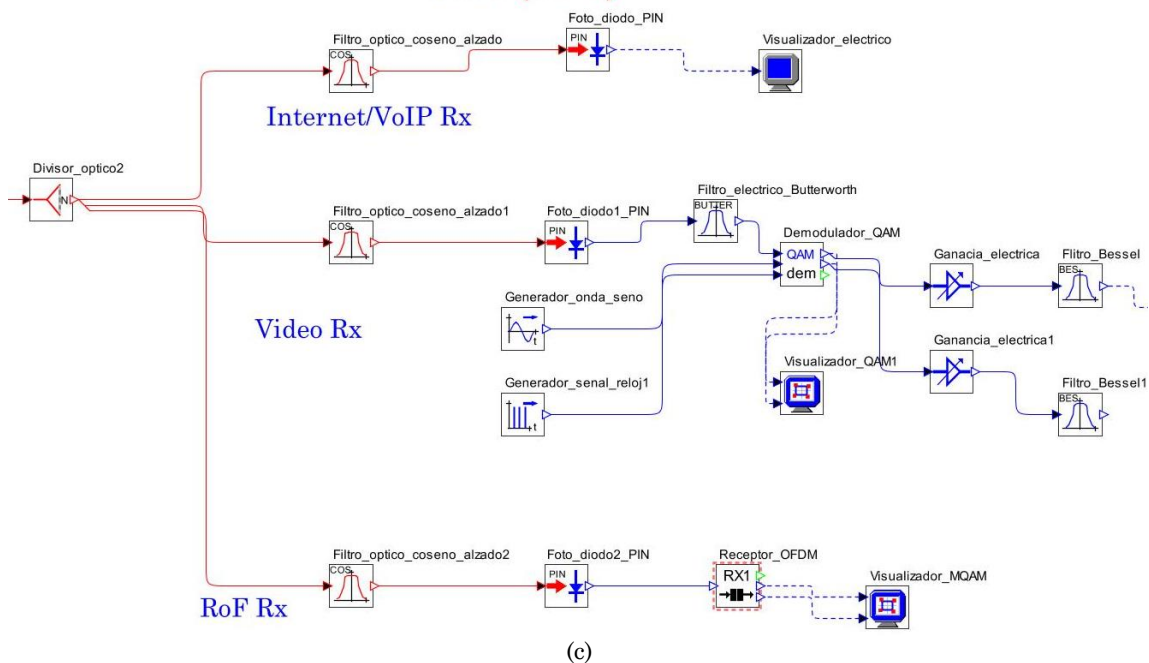 Foto_diodo_PIN
Filtro_optico_coseno_alzado
Visualizador_electrico
COS
PIN
Internet/VoIP Rx
Divisor_optico2
N
Filtro_electrico_Butterworth
BUTTER
Filtro_optico_coseno_alzado1
Foto_diodo1_PIN
COS
PIN
Demodulador_QAM
QAM
dem
Ganacia_electrica
Flitro_Bessel
BES
Generador_onda_seno
t
Video Rx
Visualizador_QAM1
Ganancia_electrica1
Filtro_Bessel1
BES
Generador_senal_reloj1
t
Filtro_optico_coseno_alzado2
Foto_diodo2_PIN
Receptor_OFDM
COS
PIN
RX1
Visualizador_MQAM
RoF Rx
(c)